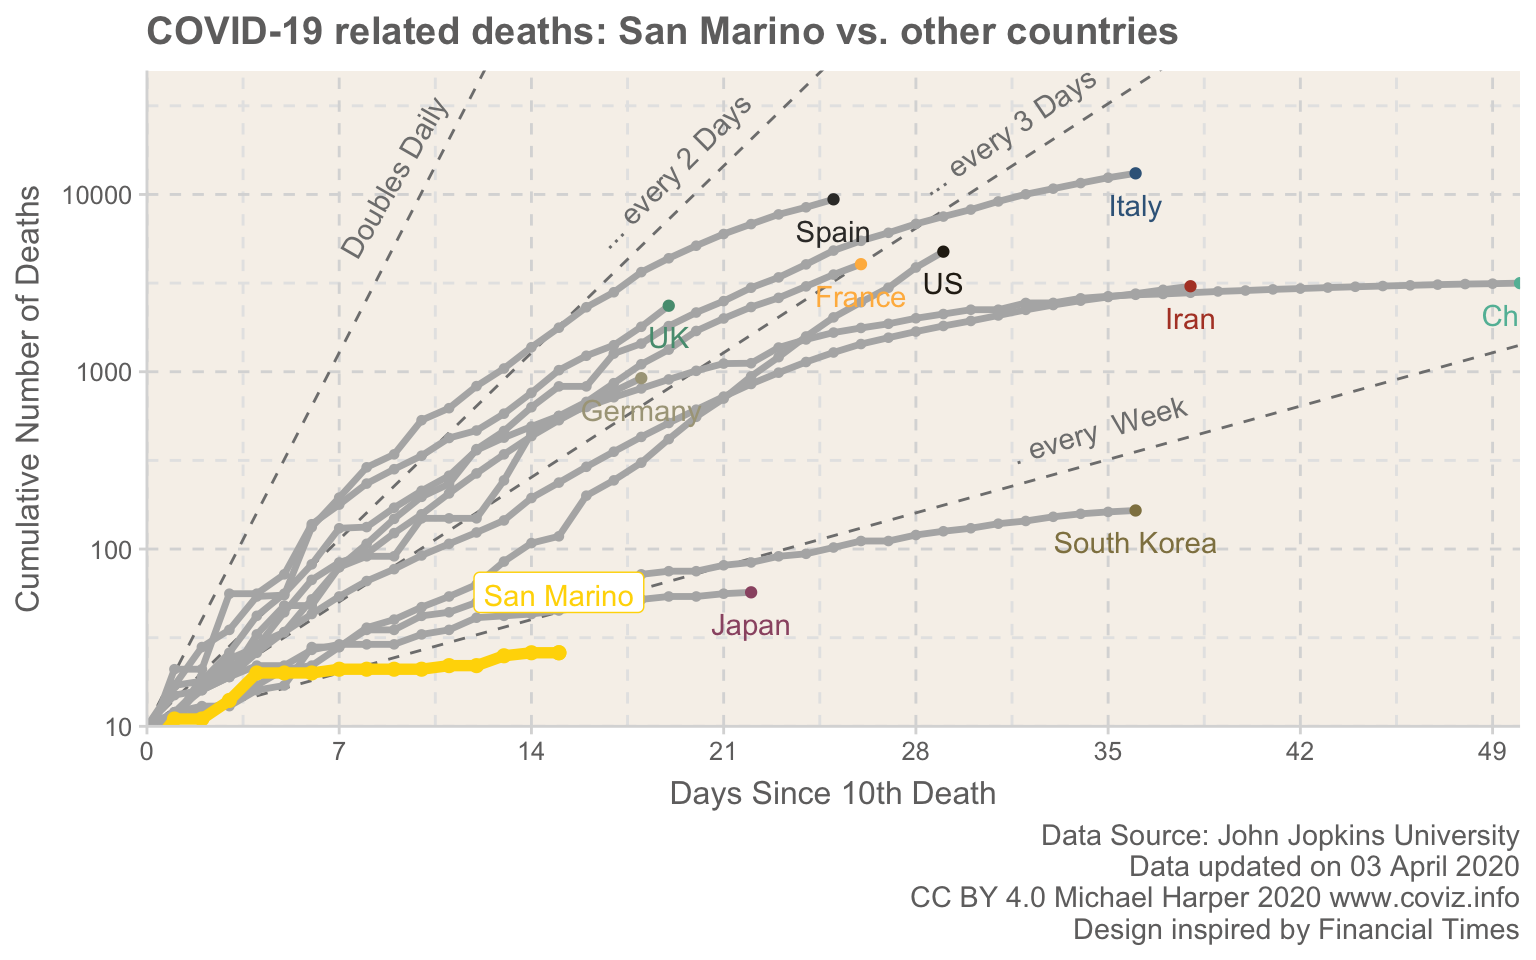 COVID-19 related deaths: San Marino vs. other countries
Doubles Daily
... every 2 Days
... every 3 Days
10000
Italy
Spain
US
France
Iran
Ch
UK
1000
Germany
. every Week
100
South Korea
San Marino
Japan
10
0 7 14 21 28 35 42 49
Cumulative Number of Deaths
Days Since 10th Death
Data Source: John Jopkins University
Data updated on 03 April 2020
CC BY 4.0 Michael Harper 2020 www.coviz.info
Design inspired by Financial Times